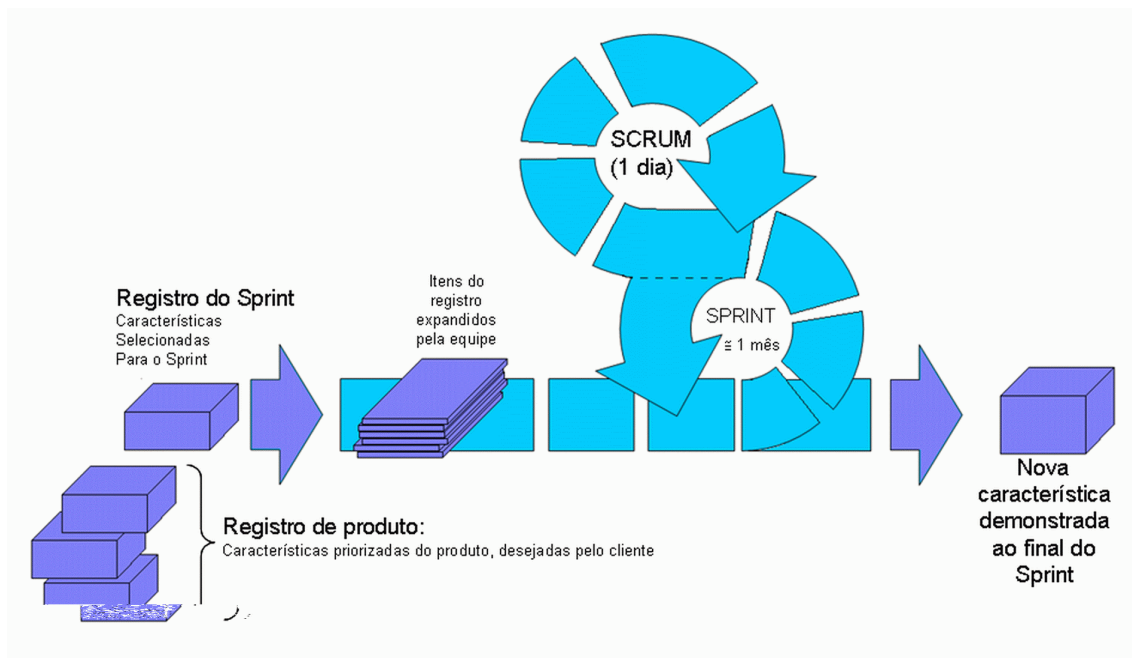 SCRUM
(1 dia)
SPRINT
≅ 1 mês
Itens do
registro
expandidos
pela equipe
Registro do Sprint
Características
Selecionadas
Para o Sprint
Registro de produto:
Características priorizadas do produto, desejadas pelo cliente
Nova
característica
demonstrada
ao final do
Sprint